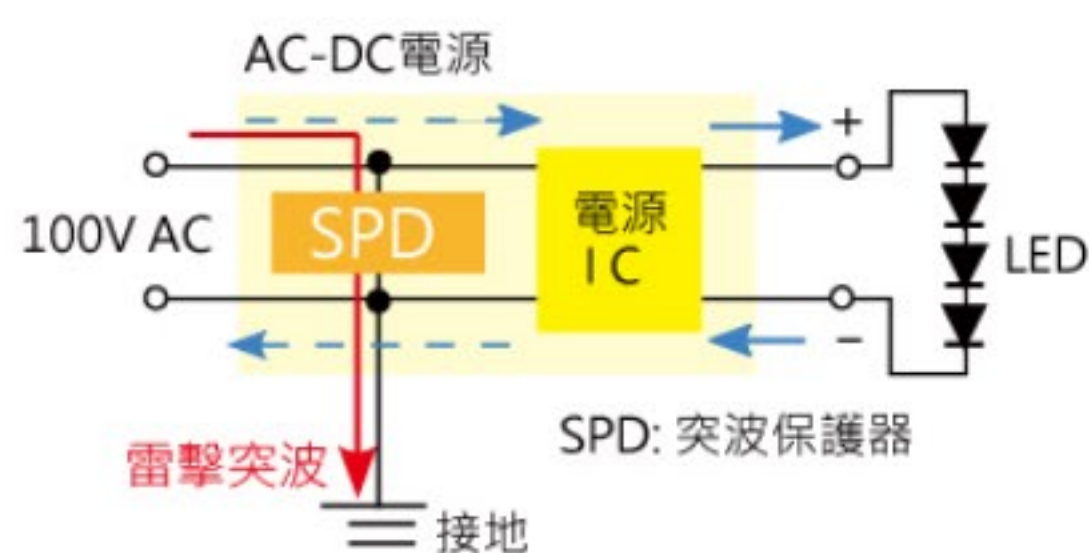 AC-DC電源
+
100V AC
SPD
電源
IC
LED
−
SPD: 突波保護器
雷擊突波
接地